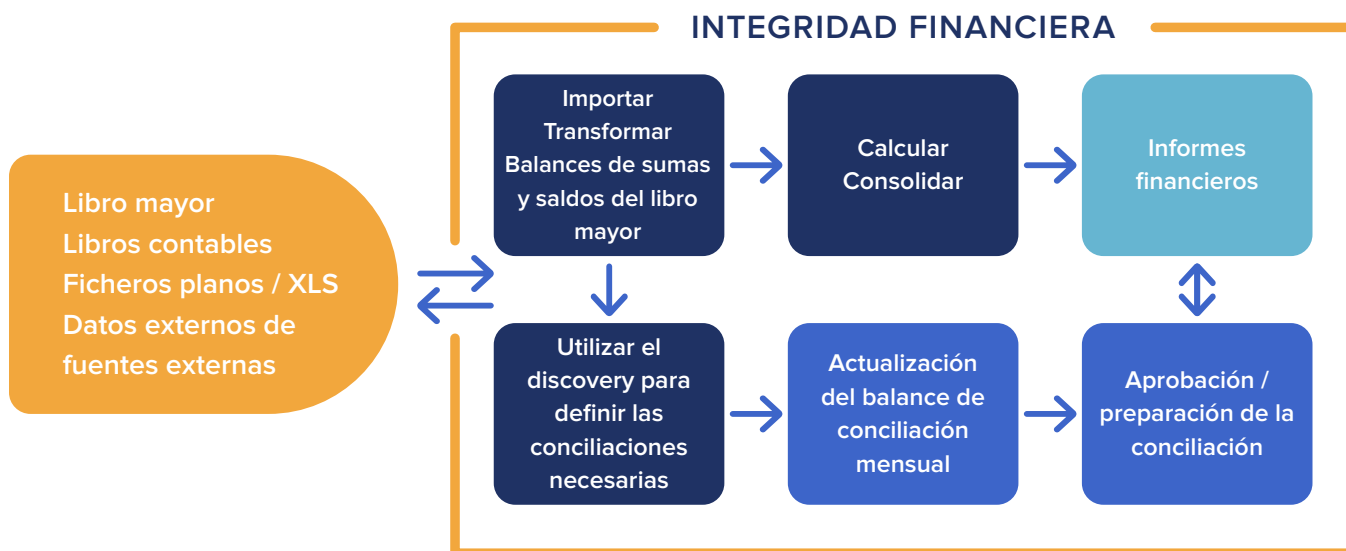 INTEGRIDAD FINANCIERA
Libro mayor
Libros contables
Ficheros planos / XLS
Datos externos de
fuentes externas
Importar
Transformar
Balances de sumas
y saldos del libro
mayor
Calcular
Consolidar
Informes
financieros
Utilizar el
discovery para
definir las
conciliaciones
necesarias
Actualización
del balance de
conciliación
mensual
Aprobación /
preparación de la
conciliación